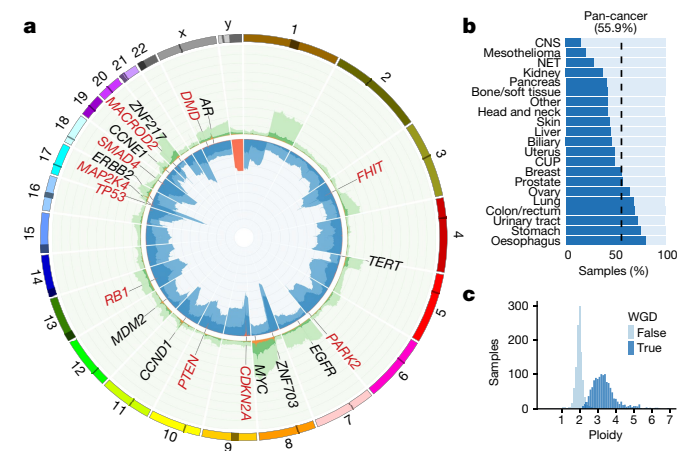 a
1
2
3
4
5
6
7
8
9
10
11
12
13
14
15
16
17
18
19
20
21
22
x
y
AR
DMD
ZNF217
MACROD2
CCNE1
SMAD4
ERBB2
MAP2K4
TP53
RB1
MDM2
CCND1
PTEN
CDKN2A
MYC
ZNF703
EGFR
PARK2
TERT
FHIT
b
Pan-cancer
(55.9%)
CNS
Mesothelioma
NET
Kidney
Pancreas
Bone/soft tissue
Other
Head and neck
Skin
Liver
Biliary
Uterus
CUP
Breast
Prostate
Ovary
Lung
Colon/rectum
Urinary tract
Stomach
Oesophagus
0 50 100
Samples (%)
c
300
200
100
0
Samples
WGD
False
True
1 2 3 4 5 6 7
Ploidy